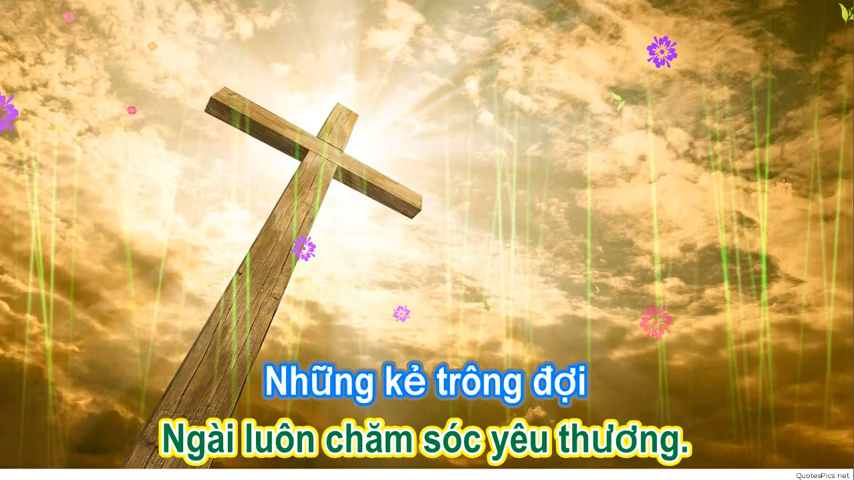 Những kẻ trông đợi
Ngài luôn chăm sóc yêu thương.
QuotesPics.net